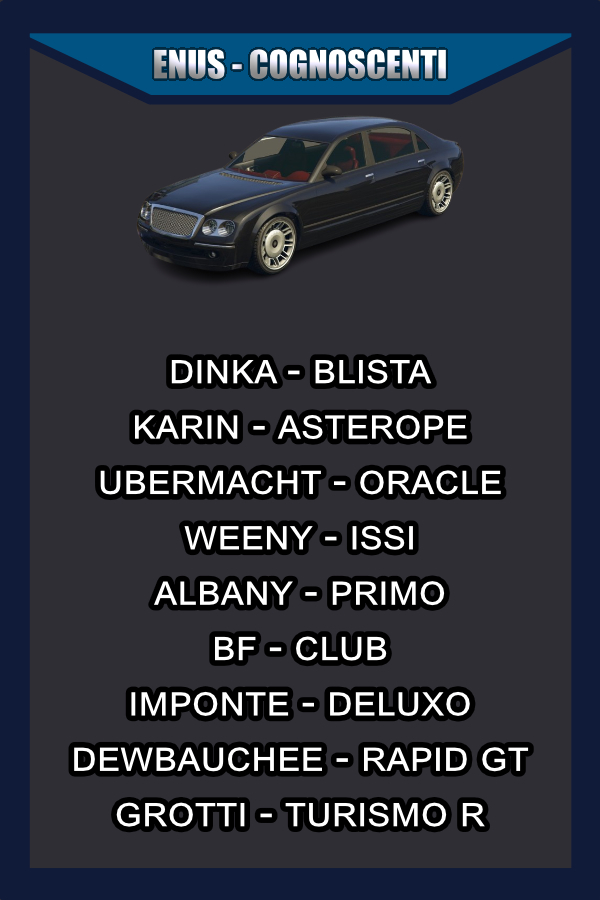 ENUS - COGNOSCENTI
DINKA - BLISTA
KARIN - ASTEROPE
UBERMACHT - ORACLE
WEENY - ISSI
ALBANY - PRIMO
BF - CLUB
IMPONTE - DELUXO
DEWBAUCHEE - RAPID GT
GROTTI - TURISMO R